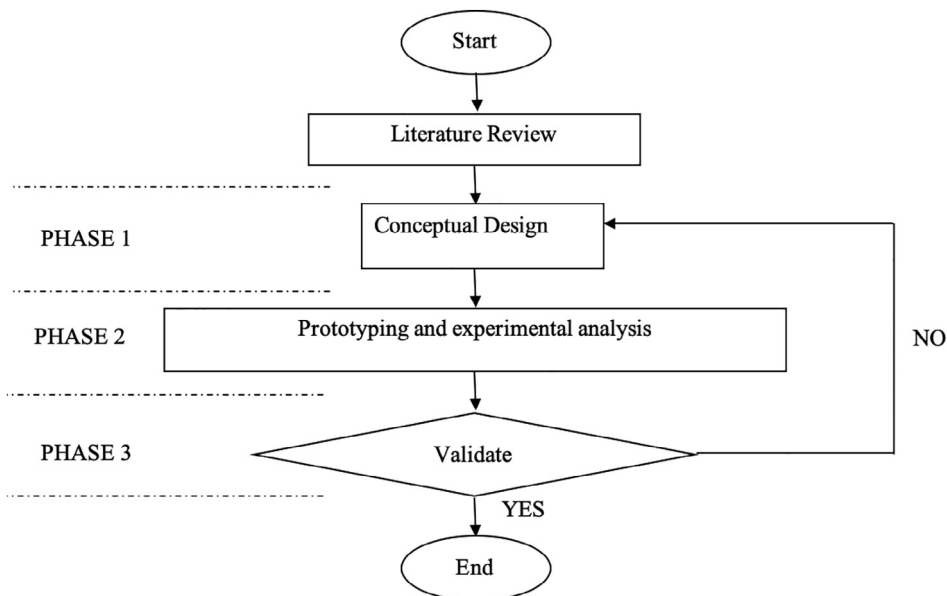 Start
Literature Review
PHASE 1
Conceptual Design
PHASE 2
Prototyping and experimental analysis
NO
PHASE 3
Validate
YES
End